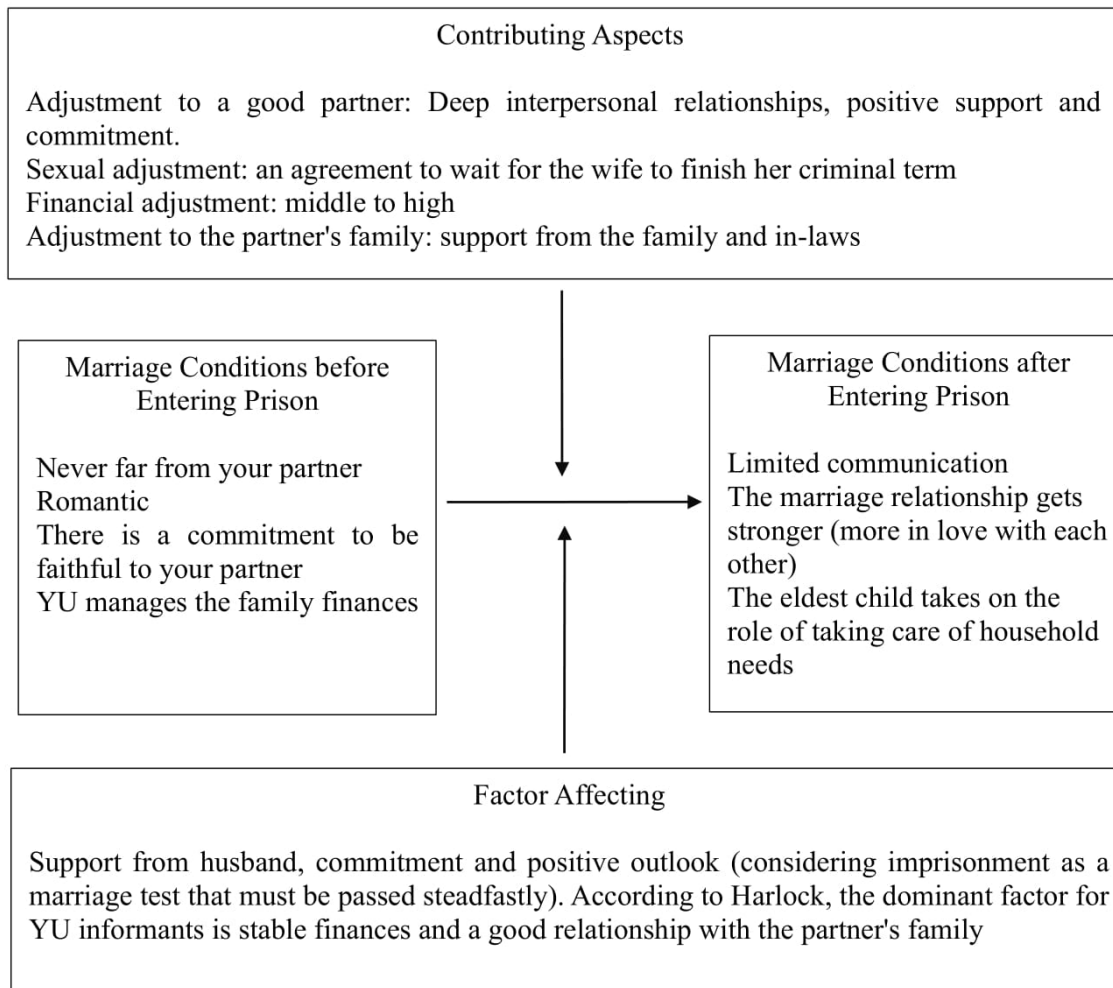 Contributing Aspects
Adjustment to a good partner: Deep interpersonal relationships, positive support and
commitment.
Sexual adjustment: an agreement to wait for the wife to finish her criminal term
Financial adjustment: middle to high
Adjustment to the partner's family: support from the family and in-laws
Marriage Conditions before
Entering Prison
Never far from your partner
Romantic
There is a commitment to be
faithful to your partner
YU manages the family finances
Marriage Conditions after
Entering Prison
Limited communication
The marriage relationship gets
stronger (more in love with each
other)
The eldest child takes on the
role of taking care of household
needs
Factor Affecting
Support from husband, commitment and positive outlook (considering imprisonment as a
marriage test that must be passed steadfastly). According to Harlock, the dominant factor for
YU informants is stable finances and a good relationship with the partner's family